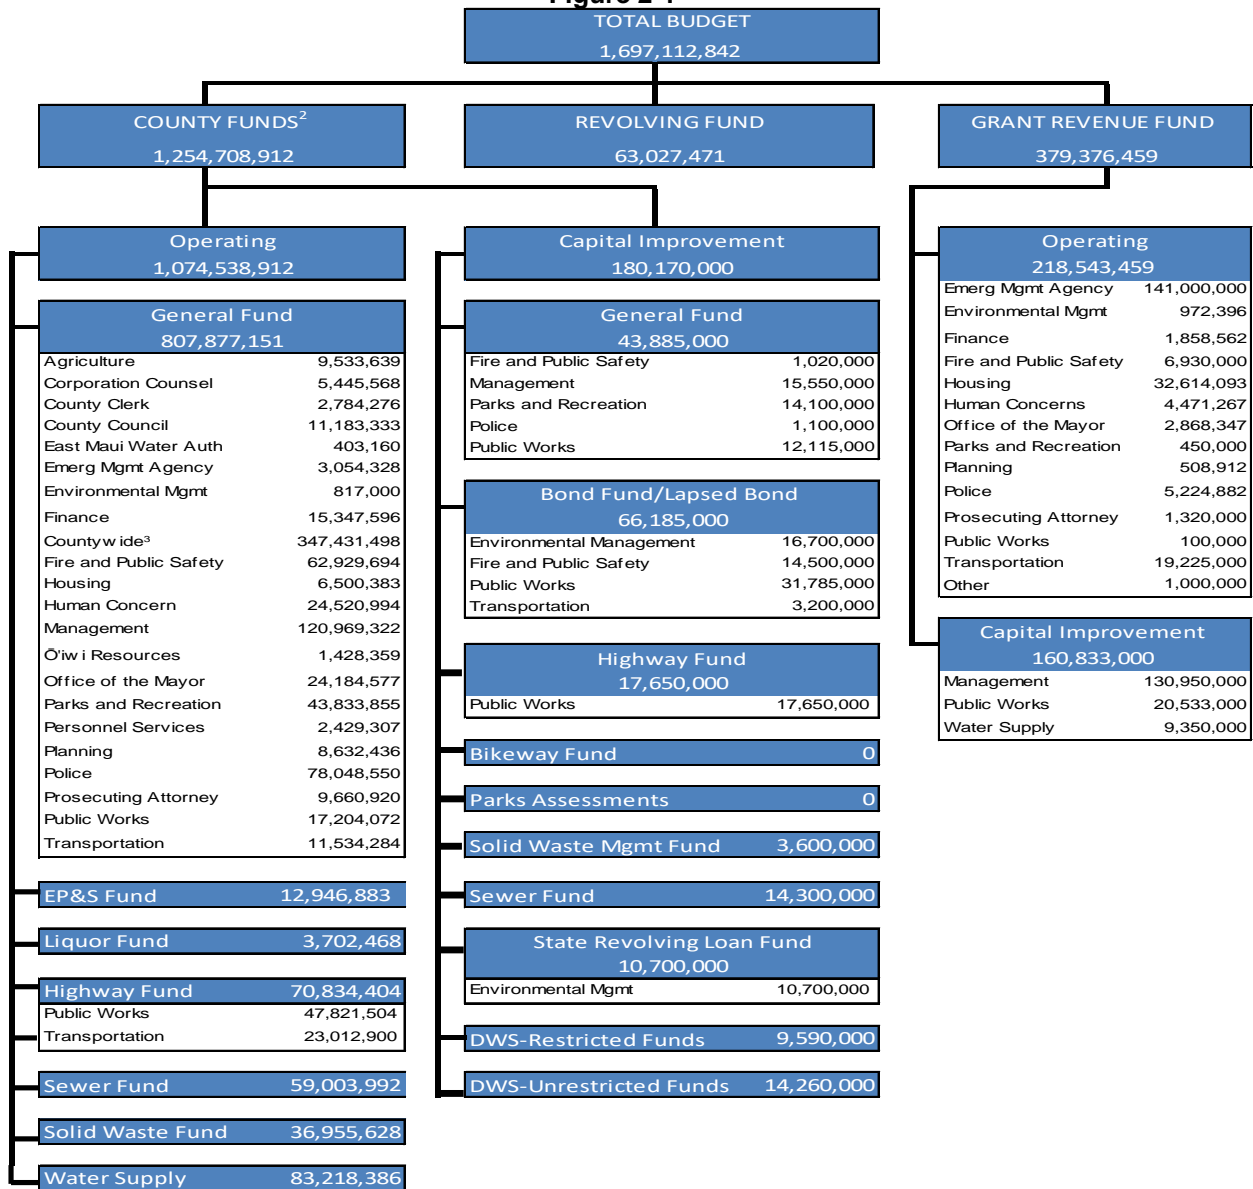 TOTAL BUDGET
1,697,112,842
COUNTY FUNDS²
1,254,708,912
REVOLVING FUND
63,027,471
GRANT REVENUE FUND
379,376,459
Operating
1,074,538,912
General Fund
807,877,151
Agriculture 9,533,639
Corporation Counsel 5,445,568
County Clerk 2,784,276
County Council 11,183,333
East Maui Water Auth 403,160
Emerg Mgmt Agency 3,054,328
Environmental Mgmt 817,000
Finance 15,347,596
Countywide³ 347,431,498
Fire and Public Safety 62,929,694
Housing 6,500,383
Human Concern 24,520,994
Management 120,969,322
Ō'iwi Resources 1,428,359
Office of the Mayor 24,184,577
Parks and Recreation 43,833,855
Personnel Services 2,429,307
Planning 8,632,436
Police 78,048,550
Prosecuting Attorney 9,660,920
Public Works 17,204,072
Transportation 11,534,284
EP&S Fund 12,946,883
Liquor Fund 3,702,468
Highway Fund 70,834,404
Public Works 47,821,504
Transportation 23,012,900
Sewer Fund 59,003,992
Solid Waste Fund 36,955,628
Water Supply 83,218,386
Capital Improvement
180,170,000
General Fund
43,885,000
Fire and Public Safety 1,020,000
Management 15,550,000
Parks and Recreation 14,100,000
Police 1,100,000
Public Works 12,115,000
Bond Fund/Lapsed Bond
66,185,000
Environmental Management 16,700,000
Fire and Public Safety 14,500,000
Public Works 31,785,000
Transportation 3,200,000
Highway Fund
17,650,000
Public Works 17,650,000
Bikeway Fund 0
Parks Assessments 0
Solid Waste Mgmt Fund 3,600,000
Sewer Fund 14,300,000
State Revolving Loan Fund
10,700,000
Environmental Mgmt 10,700,000
DWS-Restricted Funds 9,590,000
DWS-Unrestricted Funds 14,260,000
Operating
218,543,459
Emerg Mgmt Agency 141,000,000
Environmental Mgmt 972,396
Finance 1,858,562
Fire and Public Safety 6,930,000
Housing 32,614,093
Human Concerns 4,471,267
Office of the Mayor 2,868,347
Parks and Recreation 450,000
Planning 508,912
Police 5,224,882
Prosecuting Attorney 1,320,000
Public Works 100,000
Transportation 19,225,000
Other 1,000,000
Capital Improvement
160,833,000
Management 130,950,000
Public Works 20,533,000
Water Supply 9,350,000